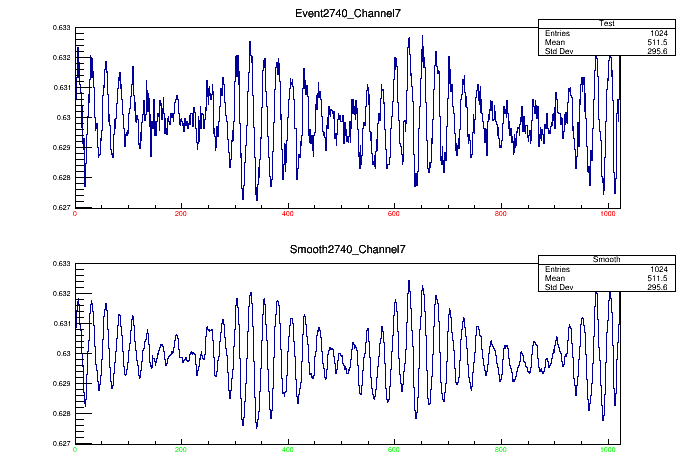 Event2740_Channel7
Test
Entries 1024
Mean 511.5
Std Dev 295.6
0.633
0.632
0.631
0.63
0.629
0.628
0.627
0 200 400 600 800 1000
Smooth2740_Channel7
Smooth
Entries 1024
Mean 511.5
Std Dev 295.6
0.633
0.632
0.631
0.63
0.629
0.628
0.627
0 200 400 600 800 1000